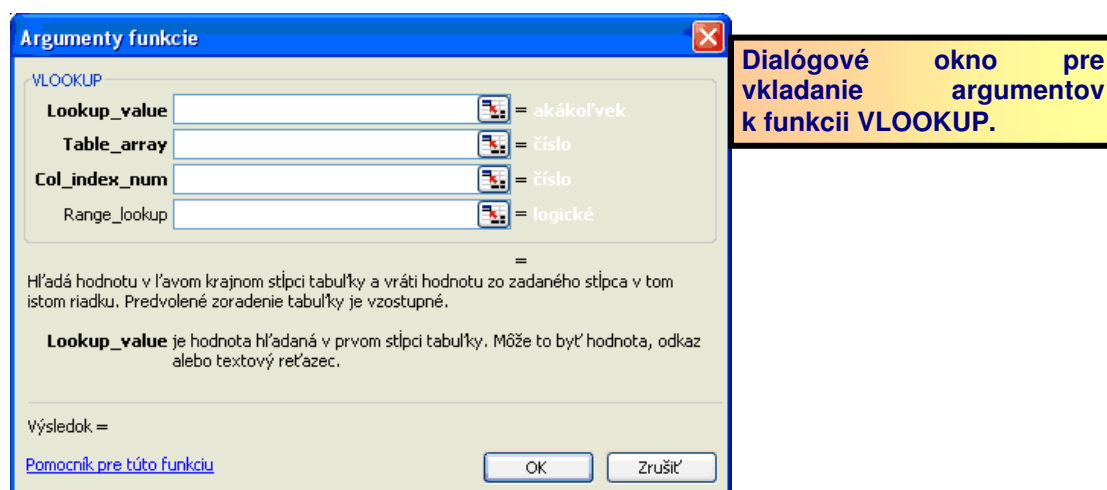 Argumenty funkcie
VLOOKUP
Lookup_value = akákoľvek
Table_array = číslo
Col_index_num = číslo
Range_lookup = logické
=
Hľadá hodnotu v ľavom krajnom stĺpci tabuľky a vráti hodnotu zo zadaného stĺpca v tom
istom riadku. Predvolené zoradenie tabuľky je vzostupné.
Lookup_value je hodnota hľadaná v prvom stĺpci tabuľky. Môže to byť hodnota, odkaz
alebo textový reťazec.
Výsledok =
Pomocník pre túto funkciu
OK Zrušiť
Dialógové okno pre
vkladanie argumentov
k funkcii VLOOKUP.